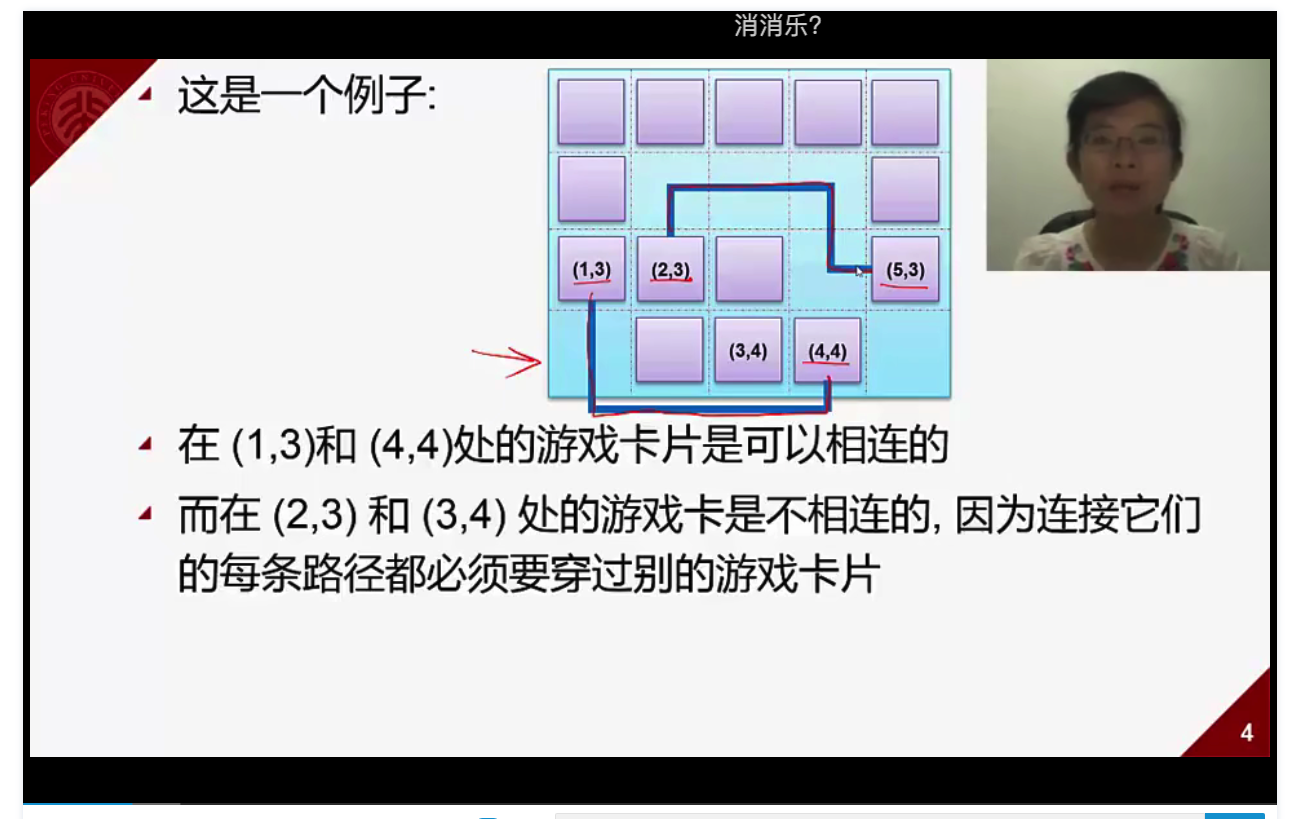 消消乐?
这是一个例子:
(1,3)
(2,3)
(5,3)
(3,4)
(4,4)
在 (1,3)和 (4,4)处的游戏卡片是可以相连的
而在 (2,3) 和 (3,4) 处的游戏卡是不相连的, 因为连接它们
的每条路径都必须要穿过别的游戏卡片
4